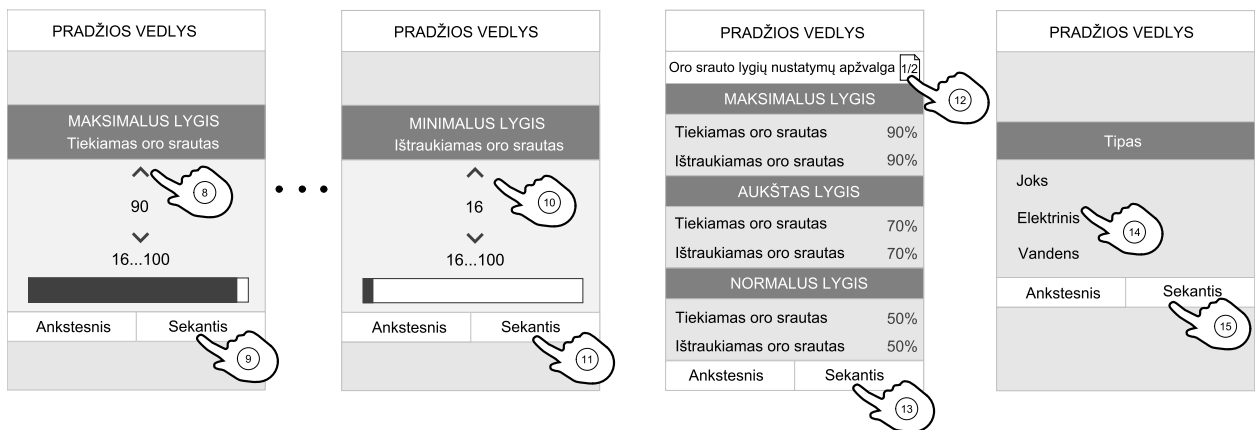 PRADŽIOS VEDLYS
MAKSIMALUS LYGIS
Tiekiamas oro srautas
8
90
16...100
Ankstesnis
Sekantis
9
• • •
PRADŽIOS VEDLYS
MINIMALUS LYGIS
Ištraukiamas oro srautas
10
16
16...100
Ankstesnis
Sekantis
11
PRADŽIOS VEDLYS
Oro srauto lygių nustatymų apžvalga 1/2
12
MAKSIMALUS LYGIS
Tiekiamas oro srautas 90%
Ištraukiamas oro srautas 90%
AUKŠTAS LYGIS
Tiekiamas oro srautas 70%
Ištraukiamas oro srautas 70%
NORMALUS LYGIS
Tiekiamas oro srautas 50%
Ištraukiamas oro srautas 50%
Ankstesnis
Sekantis
13
PRADŽIOS VEDLYS
Tipas
Joks
Elektrinis
14
Vandens
Ankstesnis
Sekantis
15